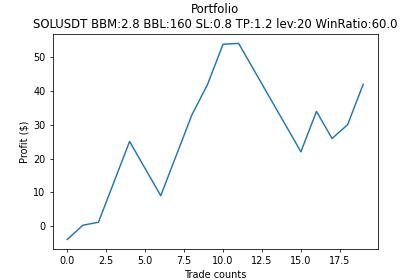 Portfolio
SOLUSDT BBM:2.8 BBL:160 SL:0.8 TP:1.2 lev:20 WinRatio:60.0
Profit ($)
50
40
30
20
10
0
0.0 2.5 5.0 7.5 10.0 12.5 15.0 17.5
Trade counts